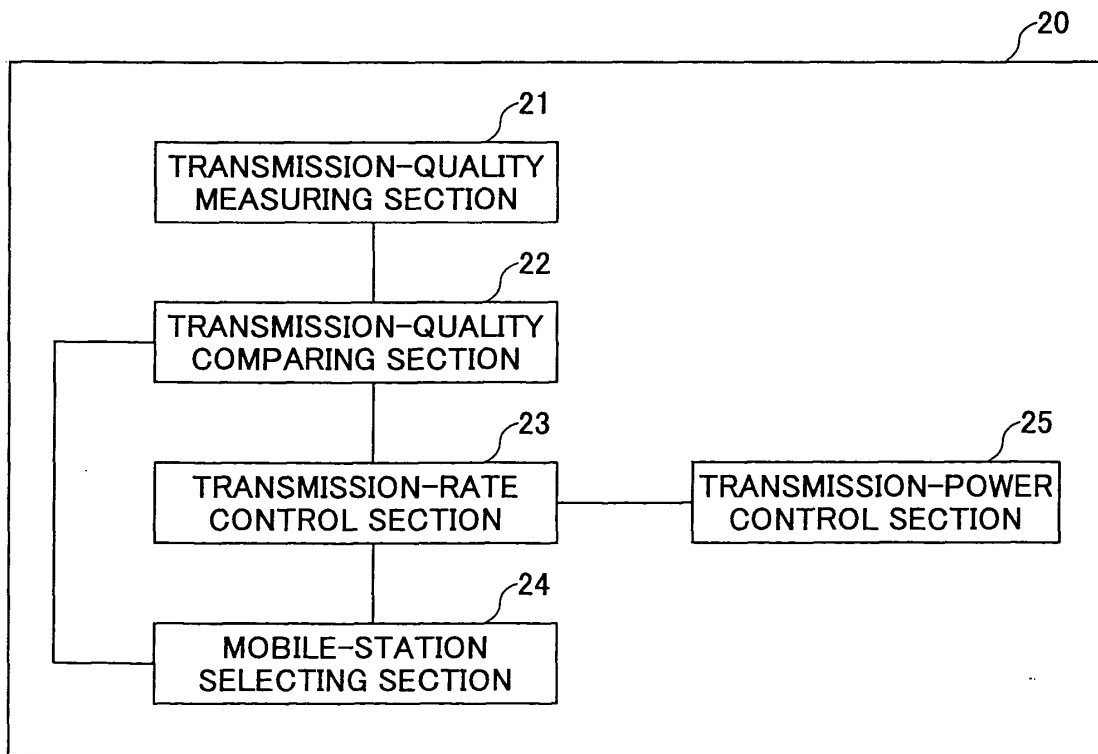 20
21
TRANSMISSION-QUALITY
MEASURING SECTION
22
TRANSMISSION-QUALITY
COMPARING SECTION
23
TRANSMISSION-RATE
CONTROL SECTION
25
TRANSMISSION-POWER
CONTROL SECTION
24
MOBILE-STATION
SELECTING SECTION